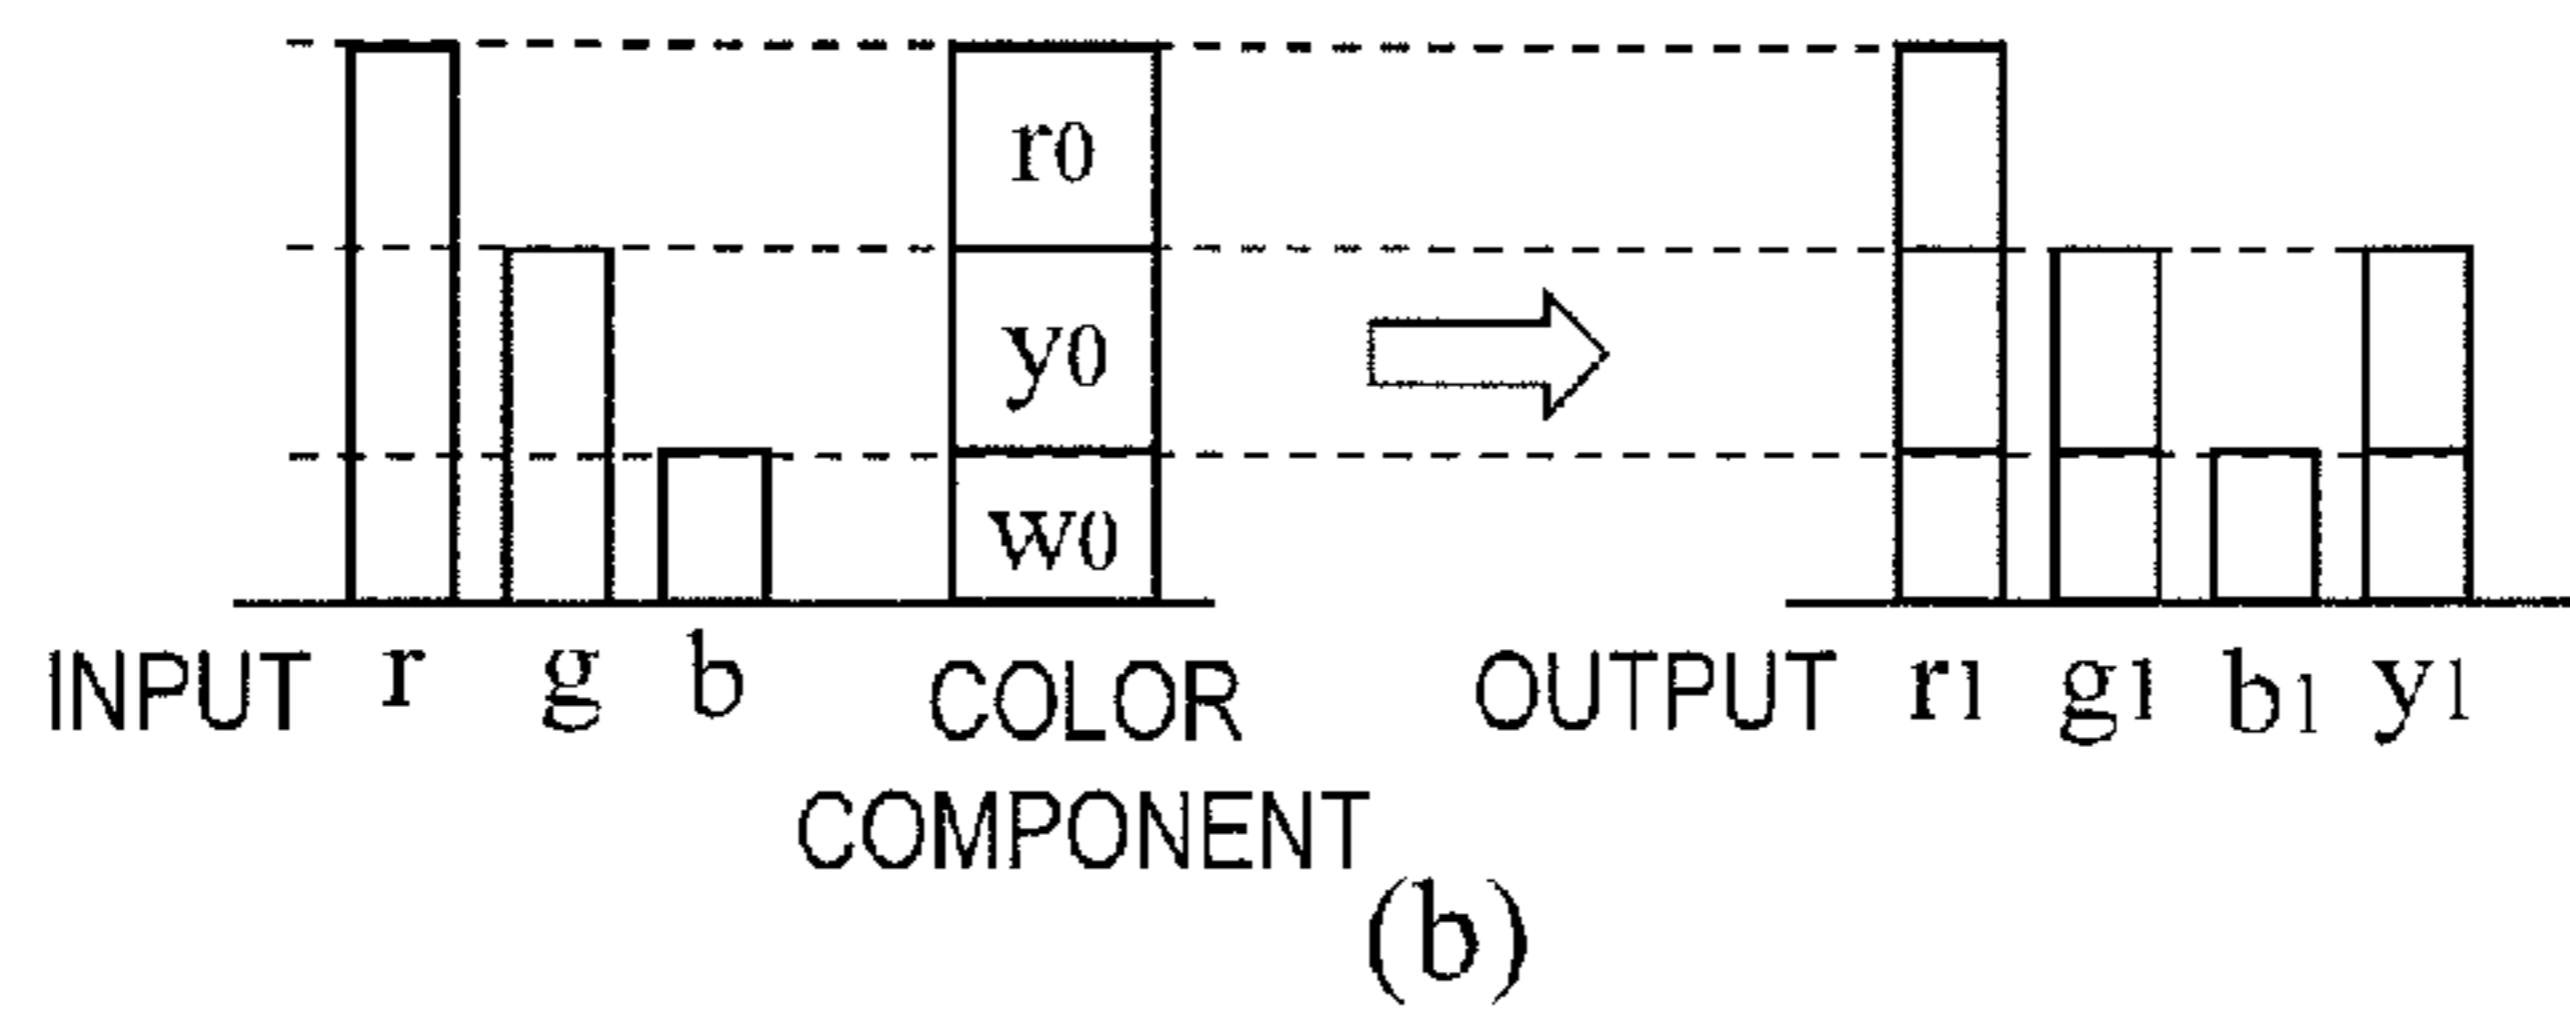 r0
y0
w0
INPUT r g b COLOR COMPONENT
OUTPUT r1 g1 b1 y1
(b)